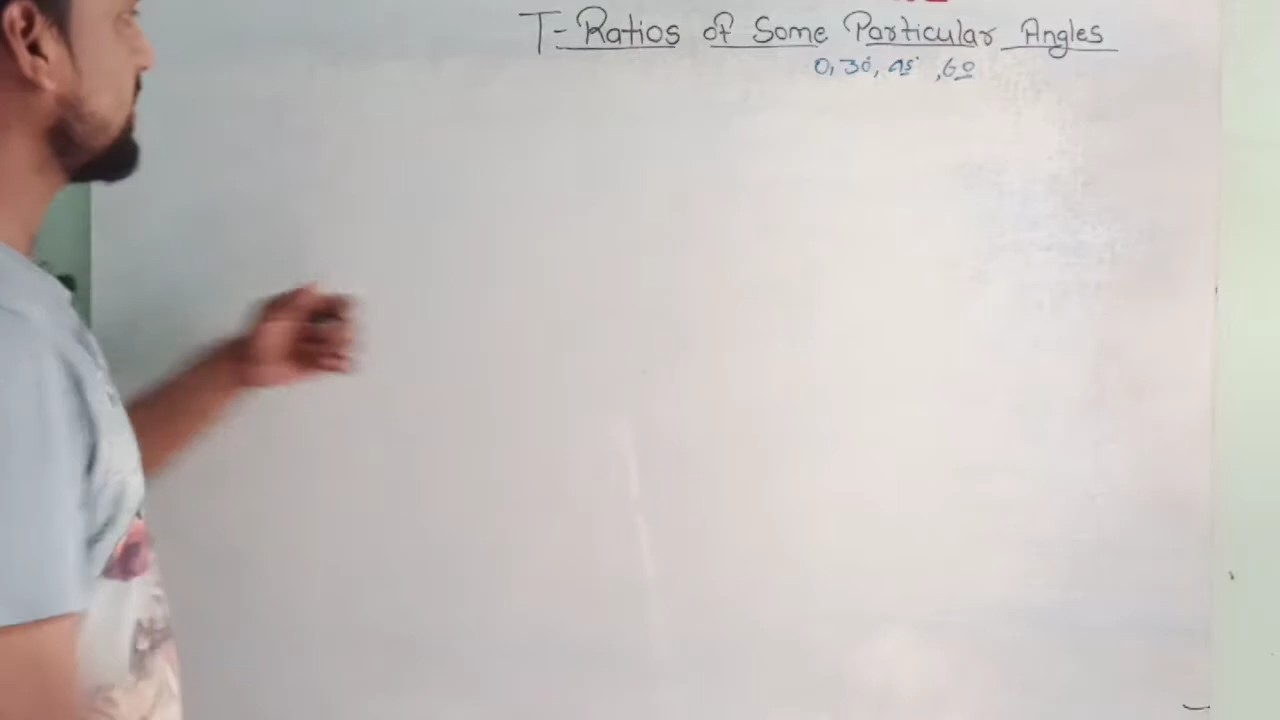 T-Ratios of Some Particular Angles
0, 30, 45°, 60